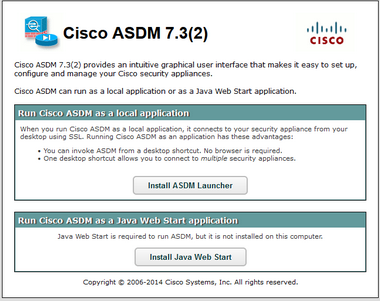 Cisco ASDM 7.3(2)
CISCO
Cisco ASDM 7.3(2) provides an intuitive graphical user interface that makes it easy to set up,
configure and manage your Cisco security appliances.
Cisco ASDM can run as a local application or as a Java Web Start application.
Run Cisco ASDM as a local application
When you run Cisco ASDM as a local application, it connects to your security appliance from your
desktop using SSL. Running Cisco ASDM as an application has these advantages:
• You can invoke ASDM from a desktop shortcut. No browser is required.
• One desktop shortcut allows you to connect to multiple security appliances.
Install ASDM Launcher
Run Cisco ASDM as a Java Web Start application
Java Web Start is required to run ASDM, but it is not installed on this computer.
Install Java Web Start
Copyright © 2006-2014 Cisco Systems, Inc. All rights reserved.